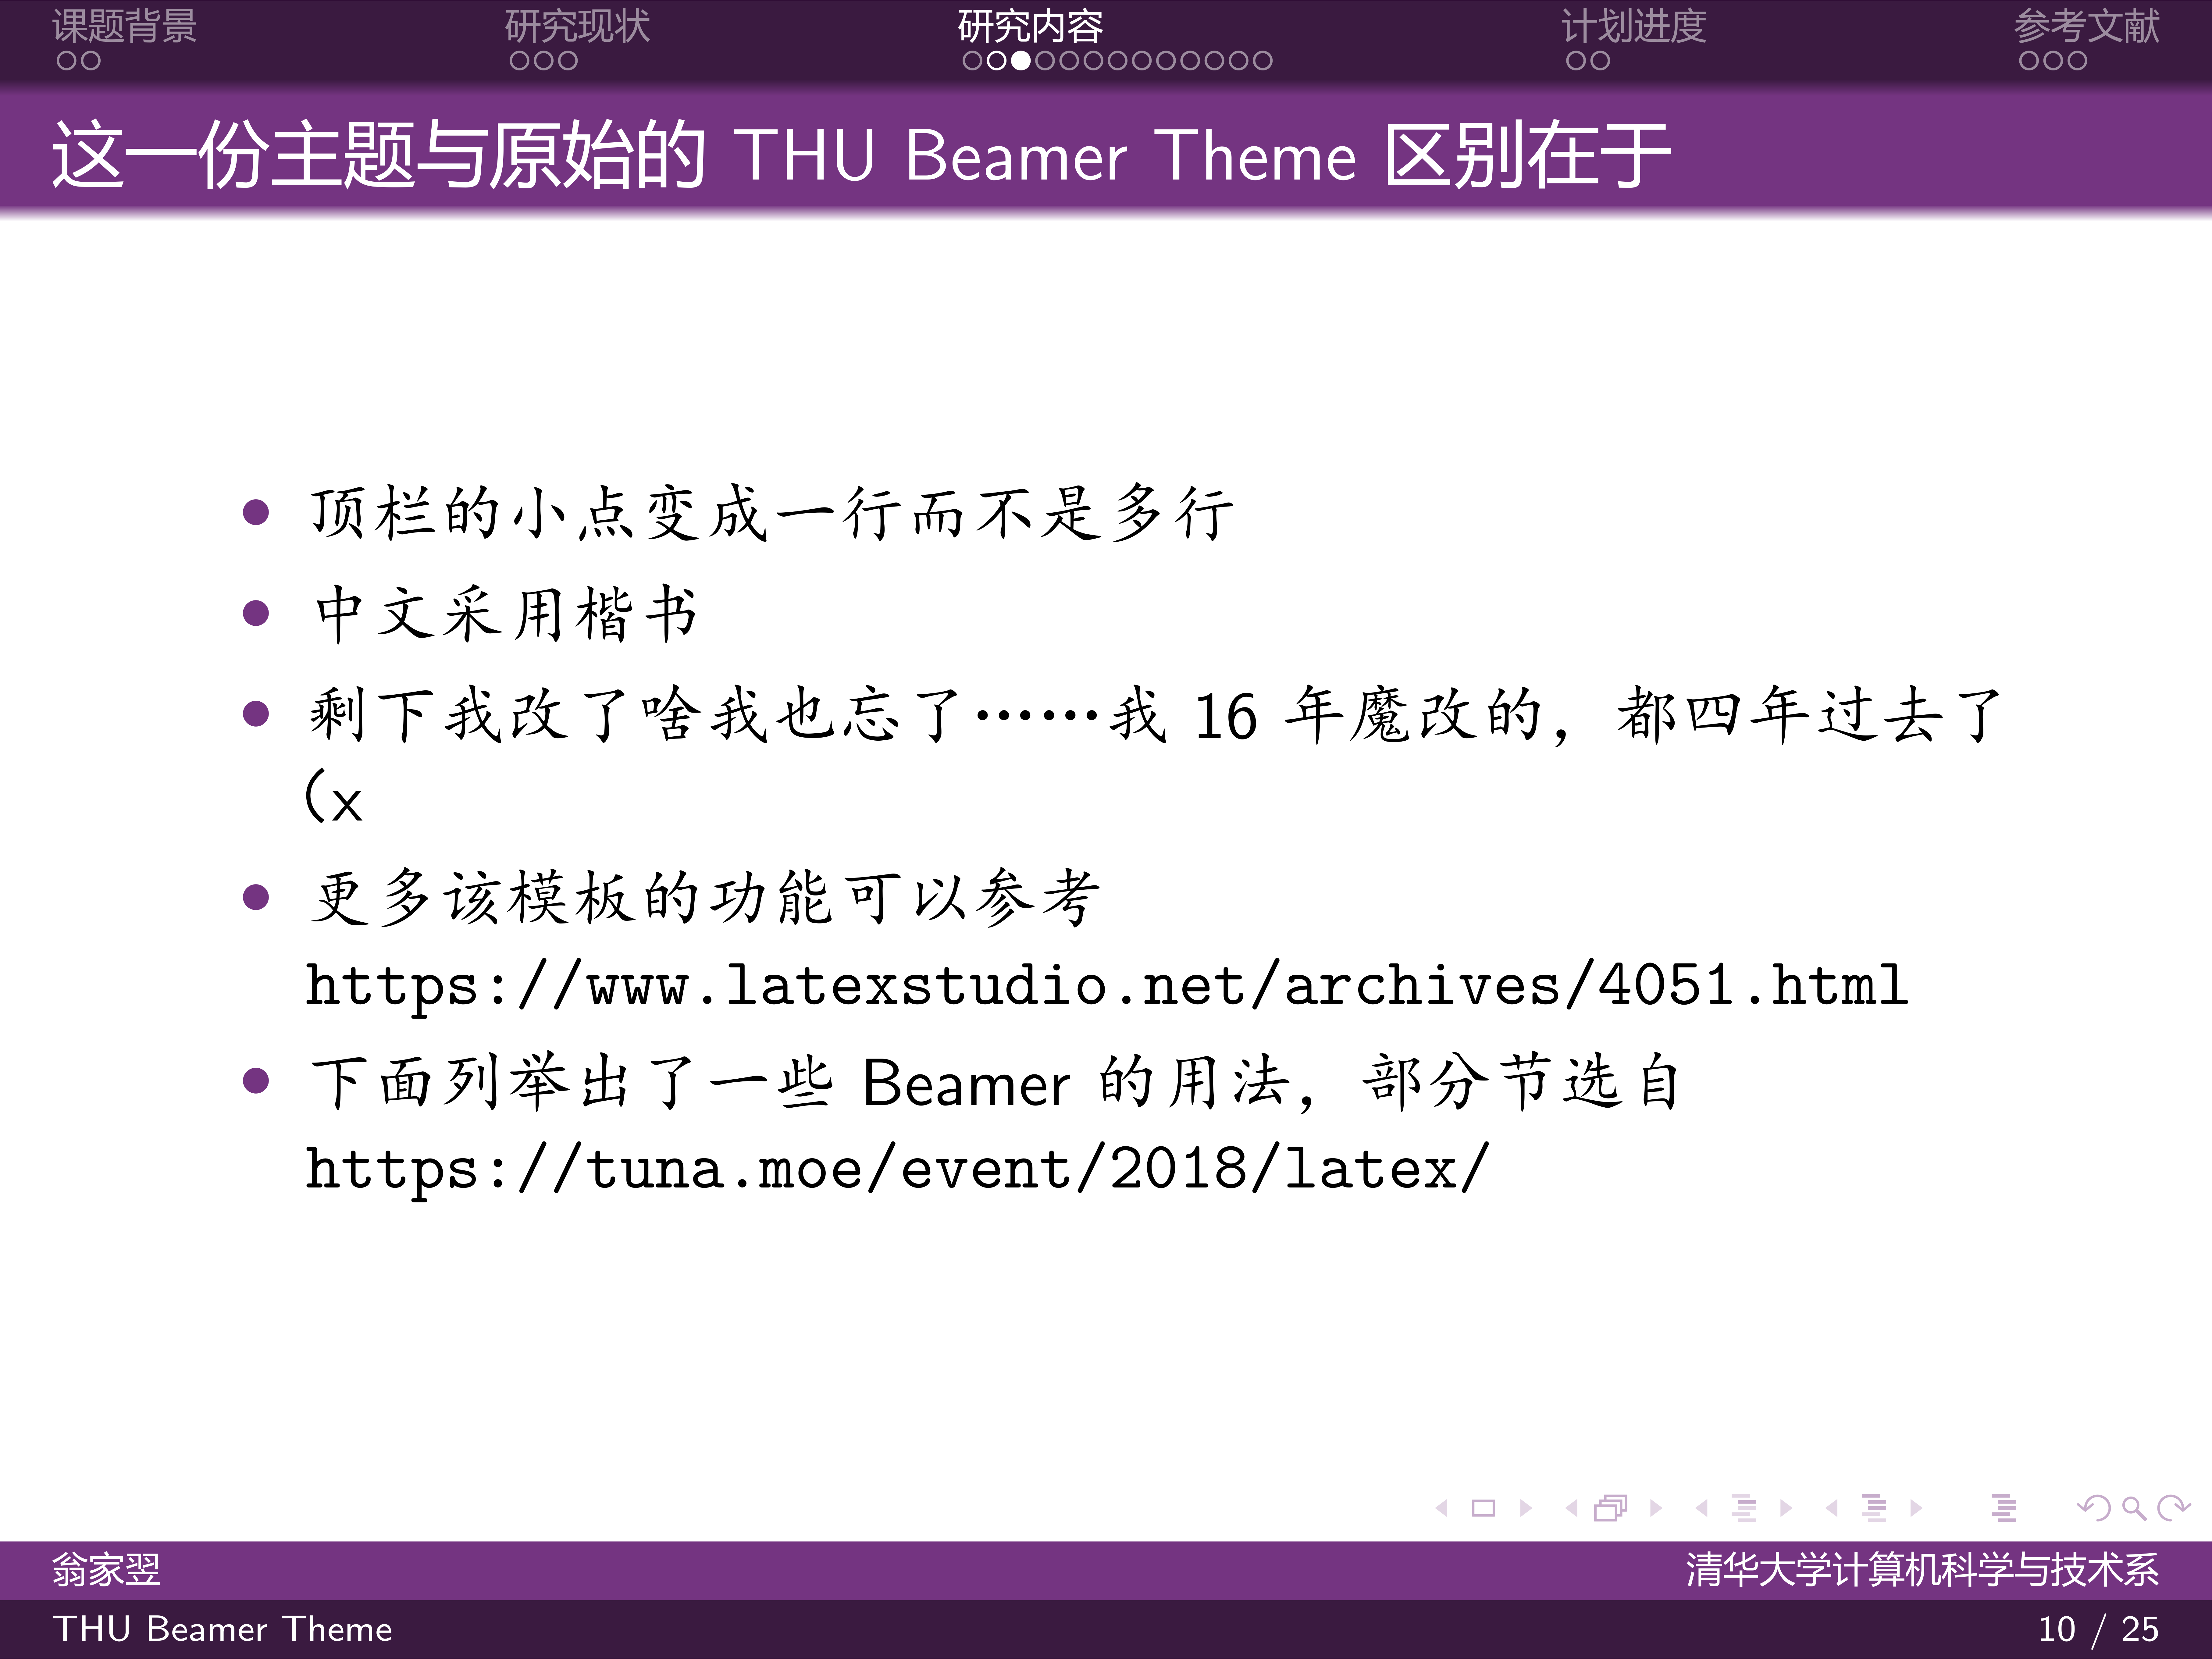 课题背景 研究现状 研究内容 计划进度 参考文献
这一份主题与原始的 THU Beamer Theme 区别在于
• 顶栏的小点变成一行而不是多行
• 中文采用楷书
• 剩下我改了啥我也忘了……我 16 年魔改的，都四年过去了
(x
• 更多该模板的功能可以参考
https://www.latexstudio.net/archives/4051.html
• 下面列举出了一些 Beamer 的用法，部分节选自
https://tuna.moe/event/2018/latex/
翁家翌 清华大学计算机科学与技术系
THU Beamer Theme 10 / 25